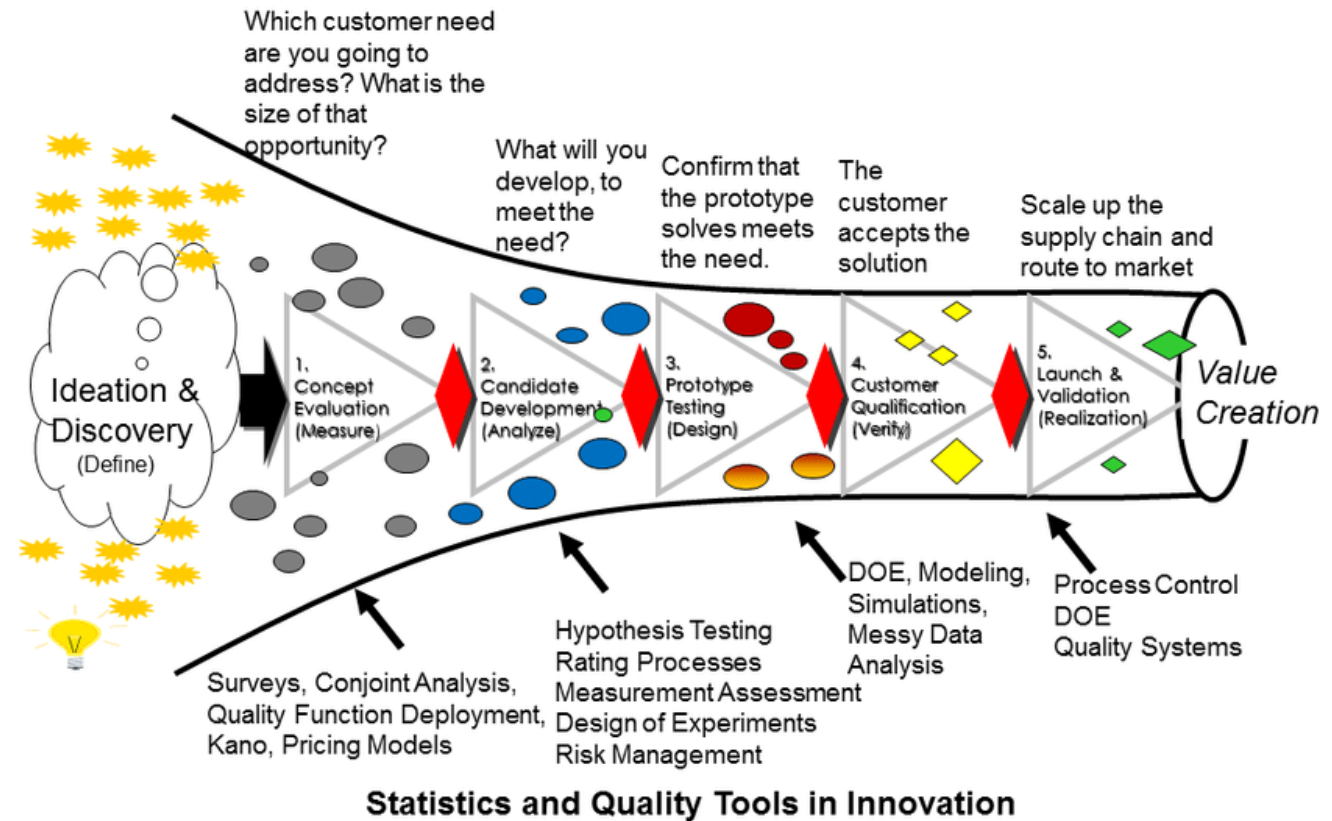 Which customer need
are you going to
address? What is the
size of that
opportunity?
What will you
develop, to
meet the
need?
Confirm that
the prototype
solves meets
the need.
The
customer
accepts the
solution
Scale up the
supply chain and
route to market
Ideation &
Discovery
(Define)
1.
Concept
Evaluation
(Measure)
2.
Candidate
Development
(Analyze)
3.
Prototype
Testing
(Design)
4.
Customer
Qualification
(Verify)
5.
Launch &
Validation
(Realization)
Value
Creation
Surveys, Conjoint Analysis,
Quality Function Deployment,
Kano, Pricing Models
Hypothesis Testing
Rating Processes
Measurement Assessment
Design of Experiments
Risk Management
DOE, Modeling,
Simulations,
Messy Data
Analysis
Process Control
DOE
Quality Systems
Statistics and Quality Tools in Innovation